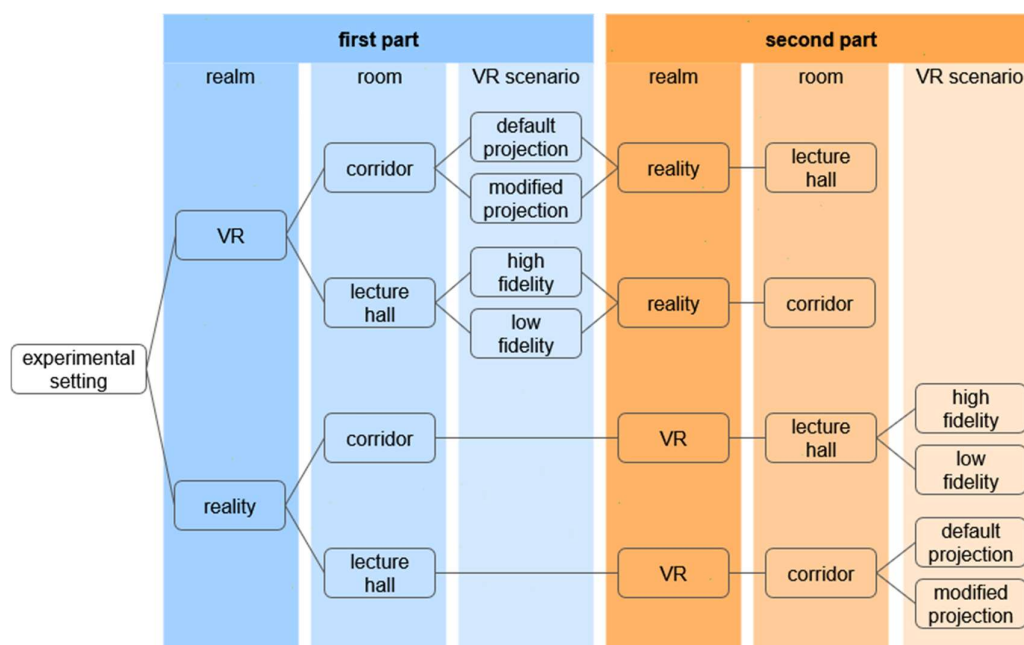 first part
second part
realm
room
VR scenario
realm
room
VR scenario
default
projection
corridor
reality
lecture
hall
modified
projection
VR
high
fidelity
lecture
hall
reality
corridor
low
fidelity
experimental
setting
high
fidelity
corridor
VR
lecture
hall
low
fidelity
reality
default
projection
lecture
hall
VR
corridor
modified
projection